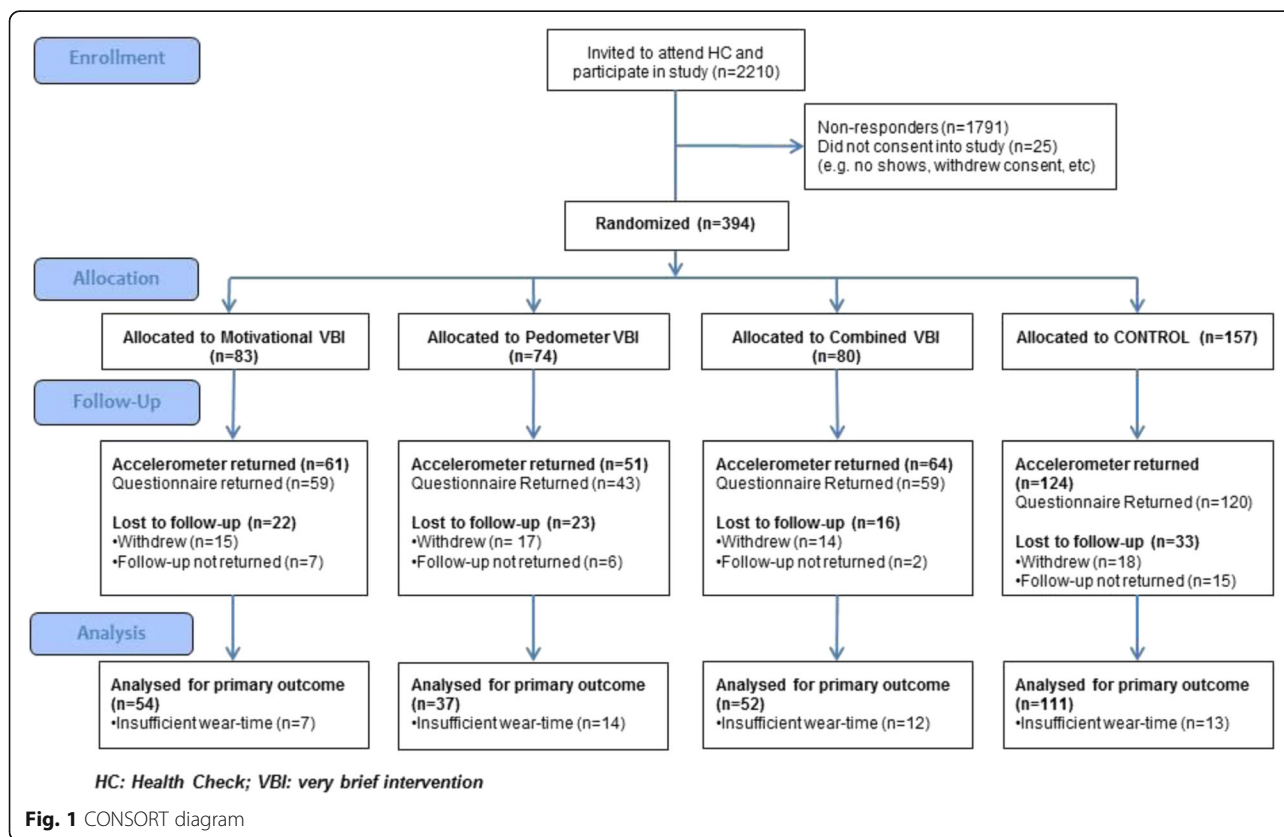 Enrollment
Invited to attend HC and
participate in study (n=2210)
Non-responders (n=1791)
Did not consent into study (n=25)
(e.g. no shows, withdrew consent, etc)
Randomized (n=394)
Allocation
Allocated to Motivational VBI
(n=83)
Allocated to Pedometer VBI
(n=74)
Allocated to Combined VBI
(n=80)
Allocated to CONTROL (n=157)
Follow-Up
Accelerometer returned (n=61)
Questionnaire returned (n=59)
Lost to follow-up (n=22)
•Withdrew (n=15)
•Follow-up not returned (n=7)
Accelerometer returned (n=51)
Questionnaire Returned (n=43)
Lost to follow-up (n=23)
•Withdrew (n= 17)
•Follow-up not returned (n=6)
Accelerometer returned (n=64)
Questionnaire Returned (n=59)
Lost to follow-up (n=16)
•Withdrew (n=14)
•Follow-up not returned (n=2)
Accelerometer returned
(n=124)
Questionnaire Returned (n=120)
Lost to follow-up (n=33)
•Withdrew (n=18)
•Follow-up not returned (n=15)
Analysis
Analysed for primary outcome
(n=54)
•Insufficient wear-time (n=7)
Analysed for primary outcome
(n=37)
•Insufficient wear-time (n=14)
Analysed for primary outcome
(n=52)
•Insufficient wear-time (n=12)
Analysed for primary outcome
(n=111)
•Insufficient wear-time (n=13)
HC: Health Check; VBI: very brief intervention
Fig. 1 CONSORT diagram